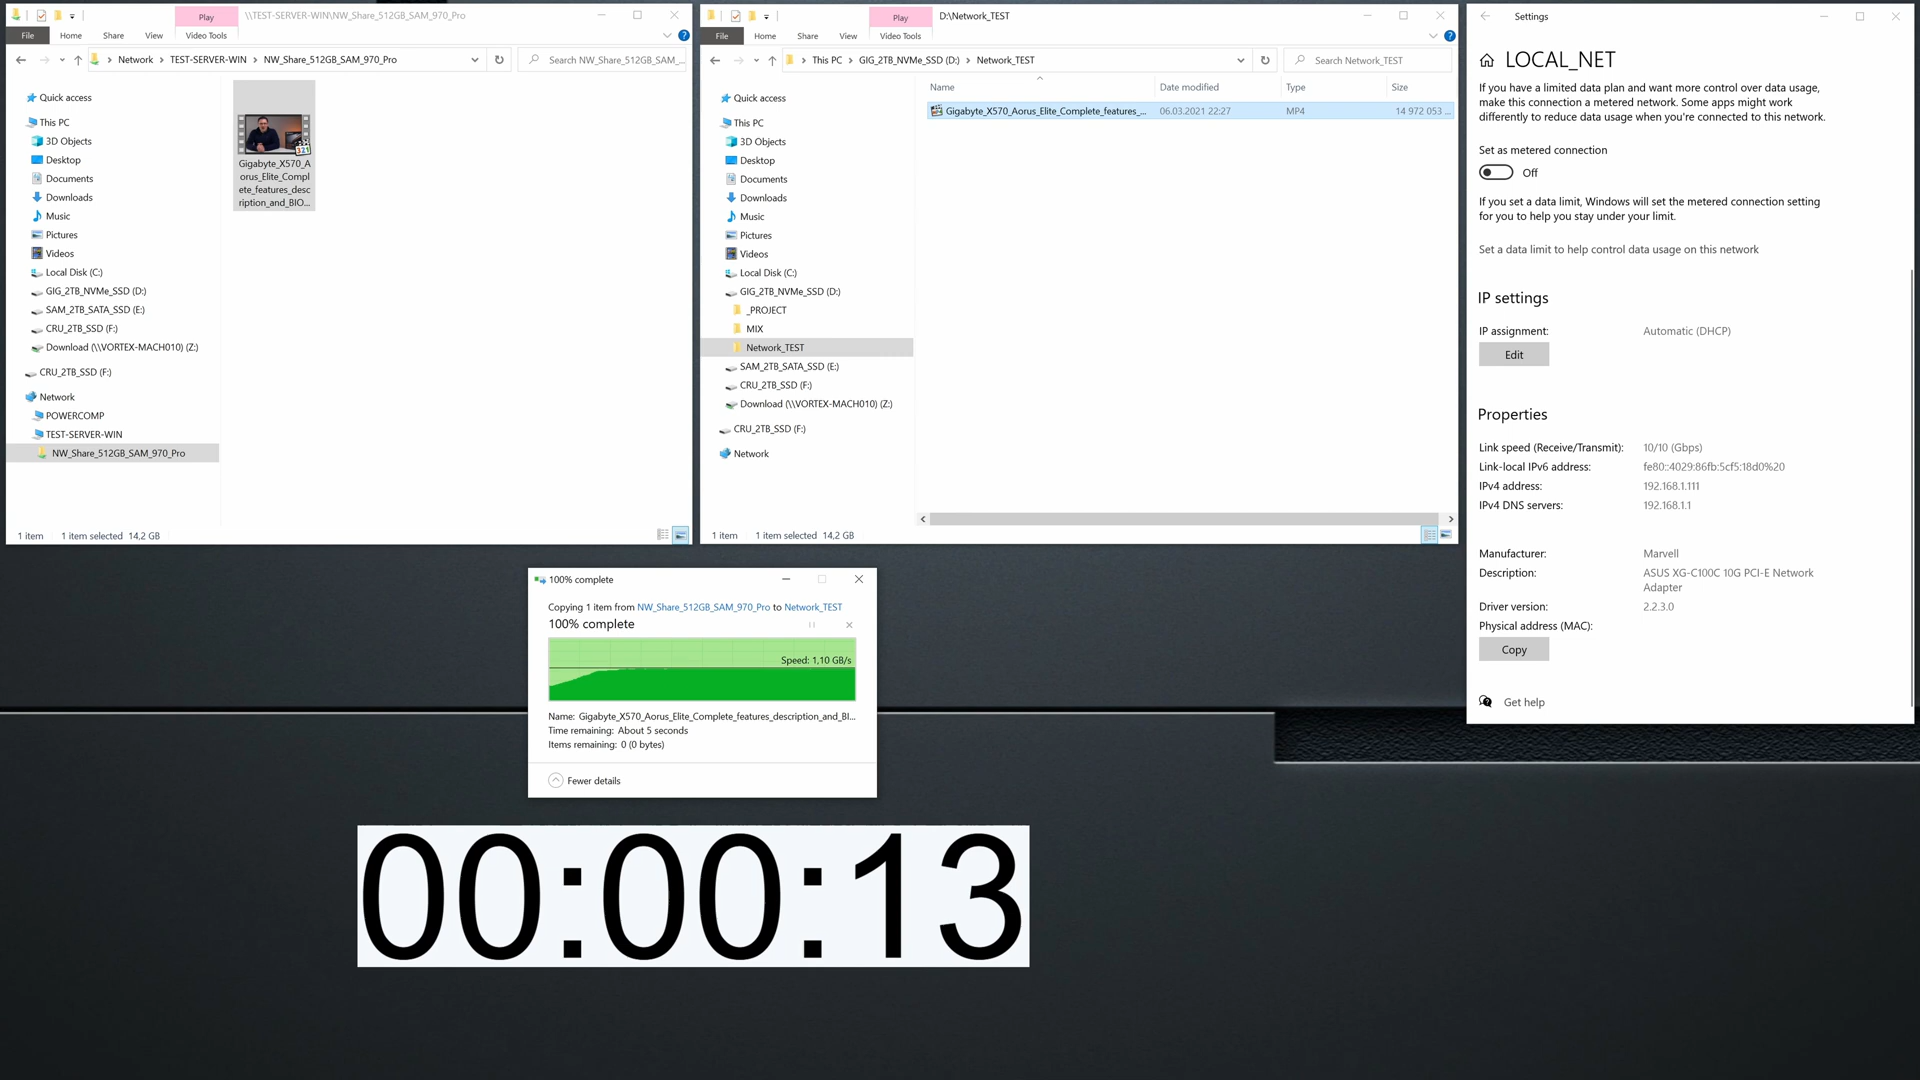 Play
\\TEST-SERVER-WIN\NW_Share_512GB_SAM_970_Pro
File
Home
Share
View
Video Tools
Network
TEST-SERVER-WIN
NW_Share_512GB_SAM_970_Pro
Search NW_Share_512GB_SAM_...
Quick access
This PC
3D Objects
Desktop
Documents
Downloads
Music
Pictures
Videos
Local Disk (C:)
GIG_2TB_NVMe_SSD (D:)
SAM_2TB_SATA_SSD (E:)
CRU_2TB_SSD (F:)
Download (\\VORTEX-MACH010) (Z:)
CRU_2TB_SSD (F:)
Network
POWERCOMP
TEST-SERVER-WIN
NW_Share_512GB_SAM_970_Pro
321
Gigabyte_X570_A
orus_Elite_Compl
ete_features_desc
ription_and_BIO...
1 item
1 item selected 14,2 GB
Play
D:\Network_TEST
File
Home
Share
View
Video Tools
This PC
GIG_2TB_NVMe_SSD (D:)
Network_TEST
Search Network_TEST
Quick access
This PC
3D Objects
Desktop
Documents
Downloads
Music
Pictures
Videos
Local Disk (C:)
GIG_2TB_NVMe_SSD (D:)
_PROJECT
MIX
Network_TEST
SAM_2TB_SATA_SSD (E:)
CRU_2TB_SSD (F:)
Download (\\VORTEX-MACH010) (Z:)
CRU_2TB_SSD (F:)
Network
Name
Date modified
Type
Size
Gigabyte_X570_Aorus_Elite_Complete_features_...
06.03.2021 22:27
MP4
14 972 053 ...
1 item
1 item selected 14,2 GB
Settings
LOCAL_NET
If you have a limited data plan and want more control over data usage,
make this connection a metered network. Some apps might work
differently to reduce data usage when you're connected to this network.
Set as metered connection
Off
If you set a data limit, Windows will set the metered connection setting
for you to help you stay under your limit.
Set a data limit to help control data usage on this network
IP settings
IP assignment:
Automatic (DHCP)
Edit
Properties
Link speed (Receive/Transmit):
10/10 (Gbps)
Link-local IPv6 address:
fe80::4029:86fb:5cf5:18d0%20
IPv4 address:
192.168.1.111
IPv4 DNS servers:
192.168.1.1
Manufacturer:
Marvell
Description:
ASUS XG-C100C 10G PCI-E Network
Adapter
Driver version:
2.2.3.0
Physical address (MAC):
Copy
Get help
100% complete
Copying 1 item from NW_Share_512GB_SAM_970_Pro to Network_TEST
100% complete
Speed: 1,10 GB/s
Name: Gigabyte_X570_Aorus_Elite_Complete_features_description_and_BI...
Time remaining: About 5 seconds
Items remaining: 0 (0 bytes)
Fewer details
00:00:13